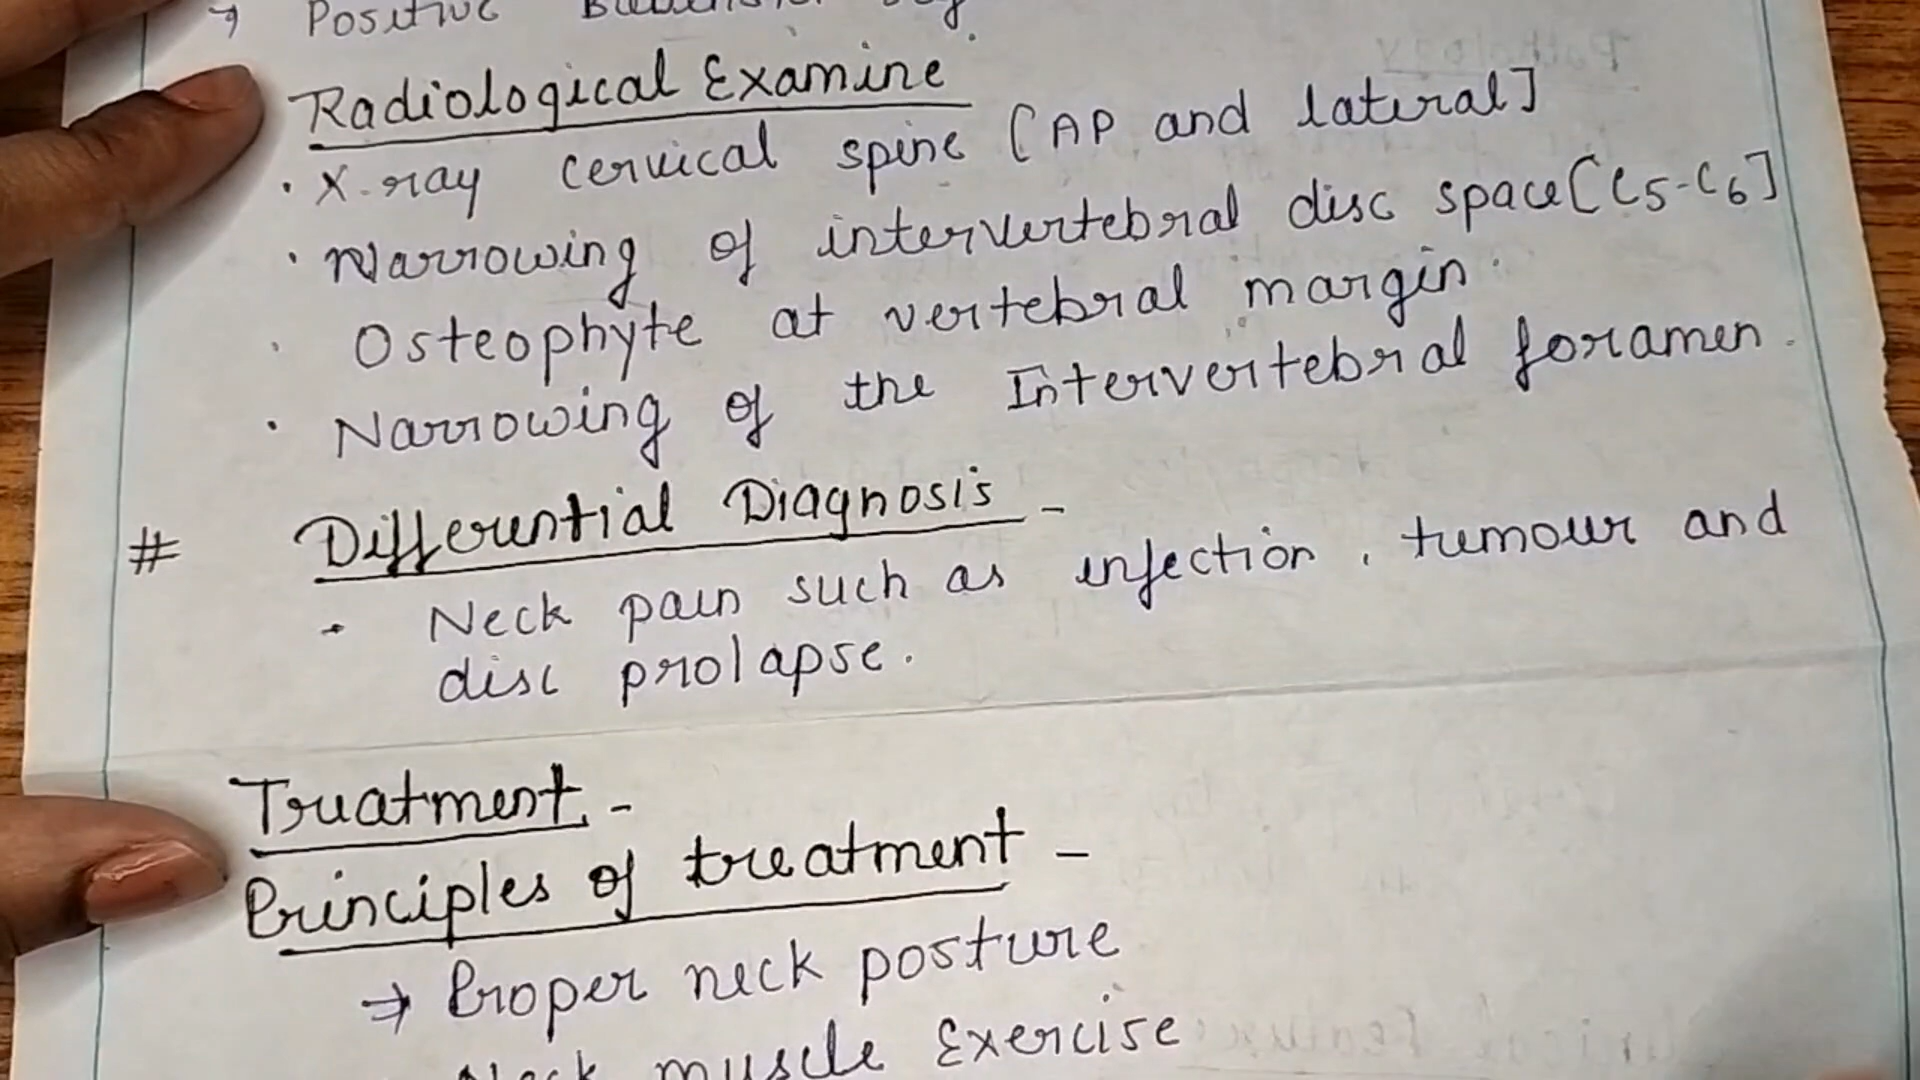 → Positive
Radiological Examine
· X-ray cervical spine [AP and lateral]
· Narrowing of intervertebral disc space [C5-C6]
· Osteophyte at vertebral margin.
· Narrowing of the Intervertebral foramen.
# Differential Diagnosis -
- Neck pain such as infection, tumour and
disc prolapse.
Treatment -
Principles of treatment -
→ Proper neck posture
Neck muscle Exercise